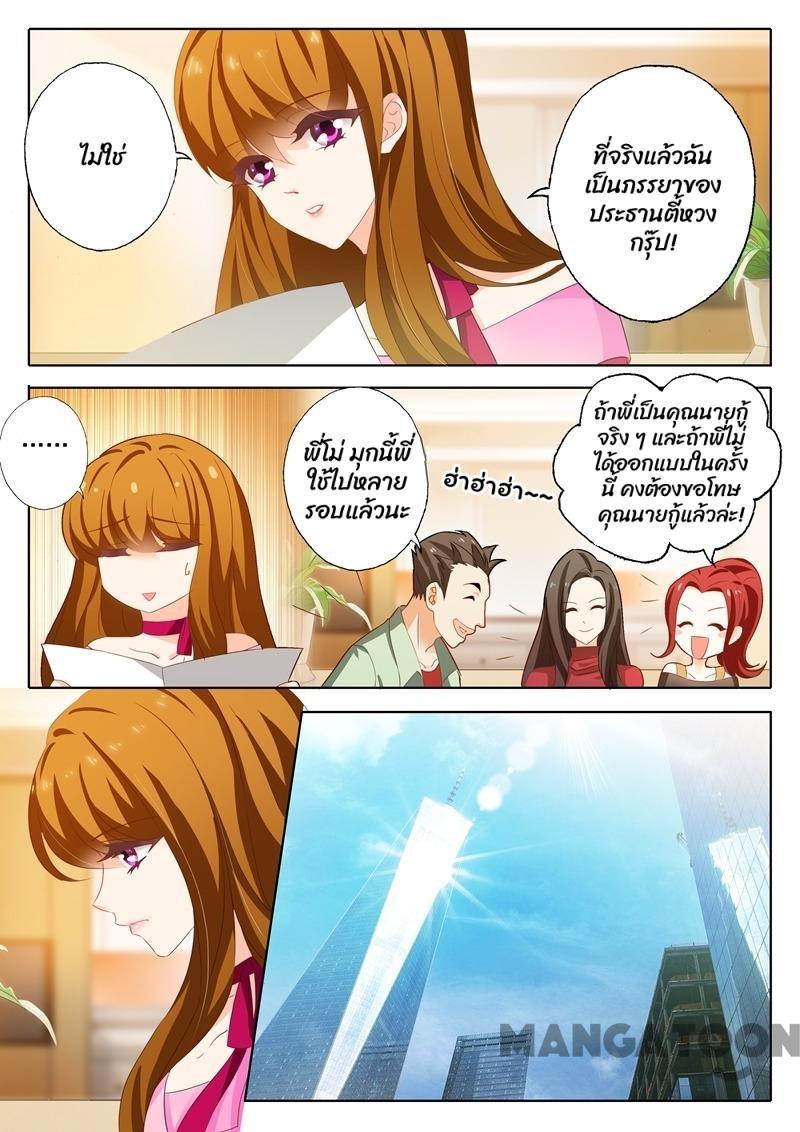 ไม่ใช่
ที่จริงแล้วฉัน
เป็นภรรยาของ
ประธานตี้หวง
กรุ๊ป!
......
พี่โม่ มุกนี้พี่
ใช้ไปหลาย
รอบแล้วนะ
ฮ่าฮ่าฮ่า~~
ถ้าพี่เป็นคุณนายกู้
จริง ๆ และถ้าพี่ไม่
ได้ออกแบบในครั้ง
นี้ คงต้องขอโทษ
คุณนายกู้แล้วล่ะ!
MANGATOON